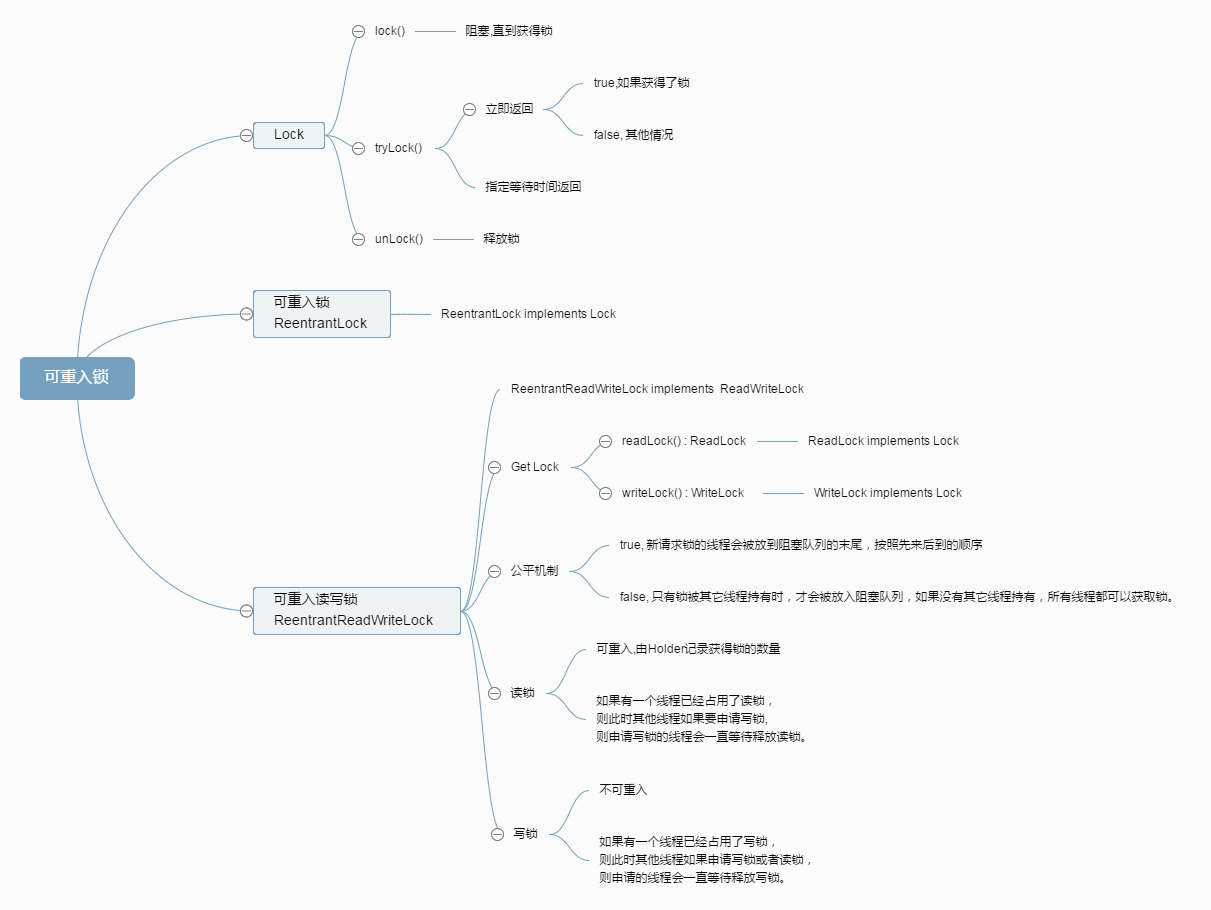 可重入锁
Lock
lock()
阻塞,直到获得锁
tryLock()
立即返回
true,如果获得了锁
false, 其他情况
指定等待时间返回
unLock()
释放锁
可重入锁
ReentrantLock
ReentrantLock implements Lock
可重入读写锁
ReentrantReadWriteLock
ReentrantReadWriteLock implements  ReadWriteLock
Get Lock
readLock() : ReadLock
ReadLock implements Lock
writeLock() : WriteLock
WriteLock implements Lock
公平机制
true, 新请求锁的线程会被放到阻塞队列的末尾，按照先来后到的顺序
false, 只有锁被其它线程持有时，才会被放入阻塞队列，如果没有其它线程持有，所有线程都可以获取锁。
读锁
可重入,由Holder记录获得锁的数量
如果有一个线程已经占用了读锁，
则此时其他线程如果要申请写锁,
则申请写锁的线程会一直等待释放读锁。
写锁
不可重入
如果有一个线程已经占用了写锁，
则此时其他线程如果申请写锁或者读锁，
则申请的线程会一直等待释放写锁。